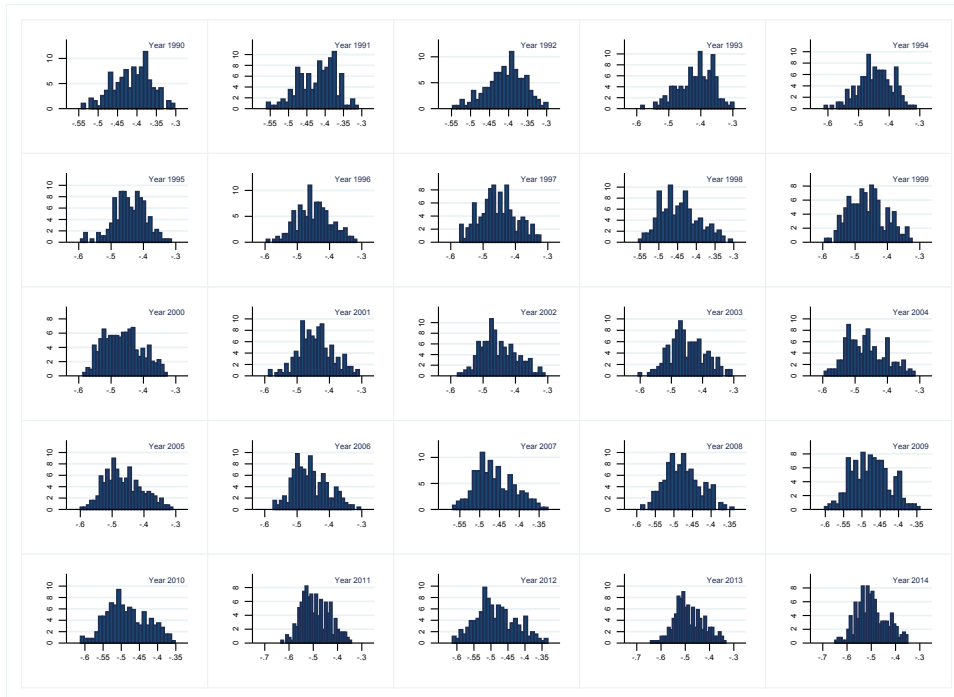 Year 1990
0 5 10
-.55 -.5 -.45 -.4 -.35 -.3
Year 1991
0 2 4 6 8 10
-.55 -.5 -.45 -.4 -.35 -.3
Year 1992
0 5 10
-.55 -.5 -.45 -.4 -.35 -.3
Year 1993
0 2 4 6 8 10
-.6 -.5 -.4 -.3
Year 1994
0 2 4 6 8 10
-.6 -.5 -.4 -.3
Year 1995
0 2 4 6 8 10
-.6 -.5 -.4 -.3
Year 1996
0 5 10
-.6 -.5 -.4 -.3
Year 1997
0 2 4 6 8
-.6 -.5 -.4 -.3
Year 1998
0 2 4 6 8 10
-.55 -.5 -.45 -.4 -.35 -.3
Year 1999
0 2 4 6 8
-.6 -.5 -.4 -.3
Year 2000
0 2 4 6 8
-.6 -.5 -.4 -.3
Year 2001
0 2 4 6 8 10
-.6 -.5 -.4 -.3
Year 2002
0 2 4 6 8 10
-.6 -.5 -.4 -.3
Year 2003
0 2 4 6 8 10
-.6 -.5 -.4 -.3
Year 2004
0 2 4 6 8 10
-.6 -.5 -.4 -.3
Year 2005
0 2 4 6 8 10
-.6 -.5 -.4 -.3
Year 2006
0 2 4 6 8 10
-.6 -.5 -.4 -.3
Year 2007
0 5 10
-.55 -.5 -.45 -.4 -.35
Year 2008
0 2 4 6 8 10
-.6 -.55 -.5 -.45 -.4 -.35
Year 2009
0 2 4 6 8
-.6 -.55 -.5 -.45 -.4 -.35
Year 2010
0 2 4 6 8 10
-.6 -.55 -.5 -.45 -.4 -.35
Year 2011
0 2 4 6 8
-.7 -.6 -.5 -.4 -.3
Year 2012
0 2 4 6 8 10
-.6 -.55 -.5 -.45 -.4 -.35
Year 2013
0 2 4 6 8 10
-.7 -.6 -.5 -.4 -.3
Year 2014
0 2 4 6 8
-.7 -.6 -.5 -.4 -.3